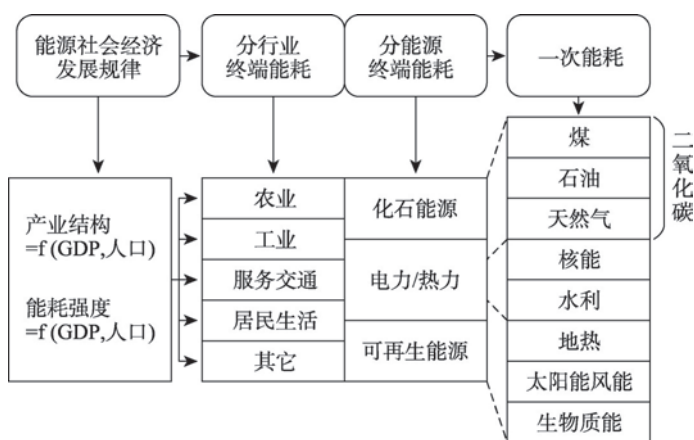 能源社会经济
发展规律
分行业
终端能耗
分能源
终端能耗
一次能耗
产业结构
=f (GDP,人口)
能耗强度
=f (GDP,人口)
农业
工业
服务交通
居民生活
其它
化石能源
电力/热力
可再生能源
煤
石油
天然气
核能
水利
地热
太阳能风能
生物质能
二氧化碳